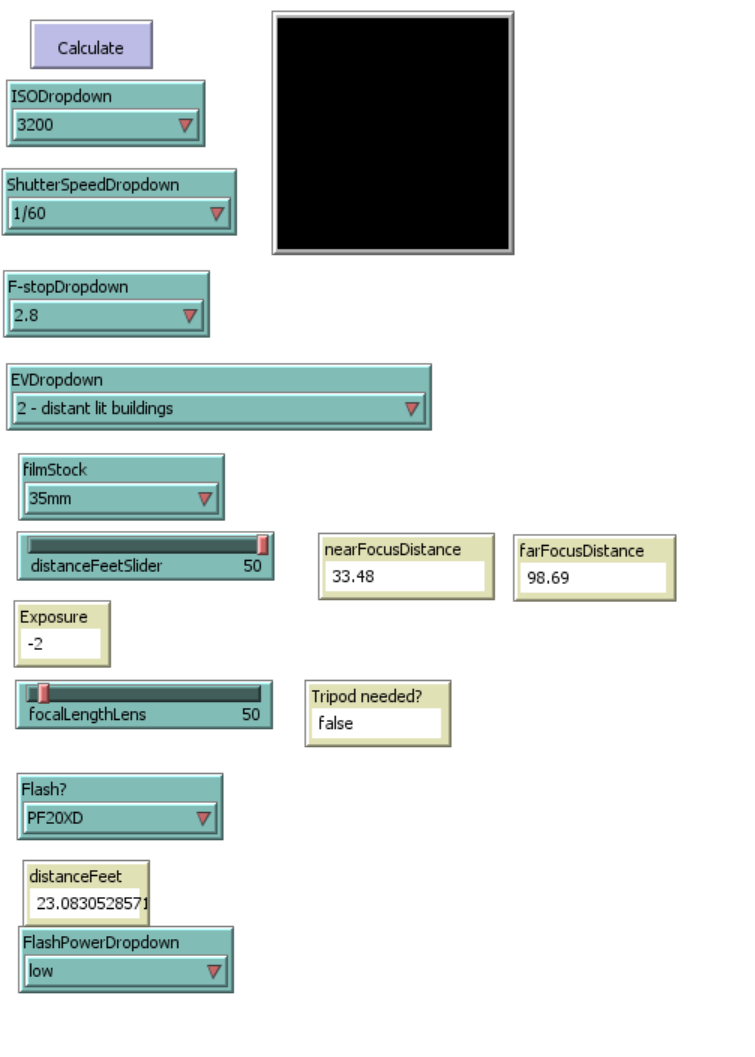 Calculate
ISODropdown
3200
ShutterSpeedDropdown
1/60
F-stopDropdown
2.8
EVDropdown
2 - distant lit buildings
filmStock
35mm
distanceFeetSlider 50
nearFocusDistance
33.48
farFocusDistance
98.69
Exposure
-2
focalLengthLens 50
Tripod needed?
false
Flash?
PF20XD
distanceFeet
23.0830528571
FlashPowerDropdown
low